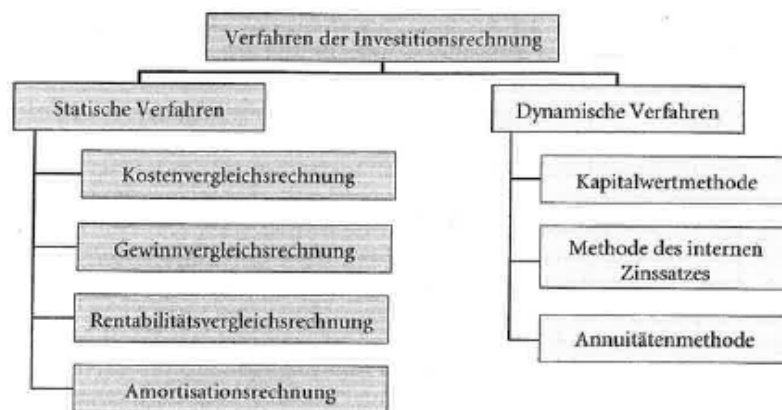 Verfahren der Investitionsrechnung
Statische Verfahren
Kostenvergleichsrechnung
Gewinnvergleichsrechnung
Rentabilitätsvergleichsrechnung
Amortisationsrechnung
Dynamische Verfahren
Kapitalwertmethode
Methode des internen
Zinssatzes
Annuitätenmethode